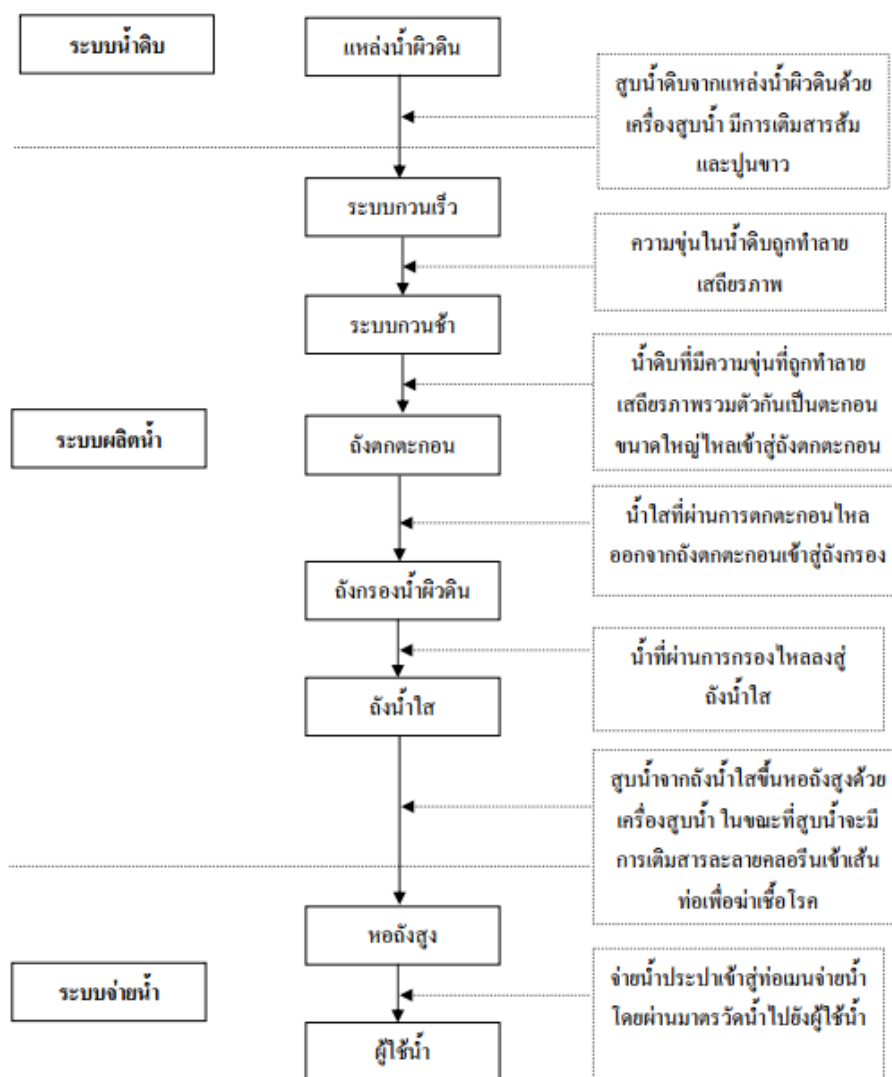 ระบบน้ำดิบ
แหล่งน้ำผิวดิน
สูบน้ำดิบจากแหล่งน้ำผิวดินด้วย
เครื่องสูบน้ำ มีการเติมสารส้ม
และปูนขาว
ระบบกวนเร็ว
ความขุ่นในน้ำดิบถูกทำลาย
เสถียรภาพ
ระบบกวนช้า
น้ำดิบที่มีความขุ่นที่ถูกทำลาย
เสถียรภาพรวมตัวกันเป็นตะกอน
ขนาดใหญ่ไหลเข้าสู่ถังตกตะกอน
ระบบผลิตน้ำ
ถังตกตะกอน
น้ำใสที่ผ่านการตกตะกอนไหล
ออกจากถังตกตะกอนเข้าสู่ถังกรอง
ถังกรองน้ำผิวดิน
น้ำที่ผ่านการกรองไหลลงสู่
ถังน้ำใส
ถังน้ำใส
สูบน้ำจากถังน้ำใสขึ้นหอถังสูงด้วย
เครื่องสูบน้ำ ในขณะที่สูบน้ำจะมี
การเติมสารละลายคลอรีนเข้าเส้น
ท่อเพื่อฆ่าเชื้อโรค
หอถังสูง
ระบบจ่ายน้ำ
จ่ายน้ำประปาเข้าสู่ท่อเมนจ่ายน้ำ
โดยผ่านมาตรวัดน้ำไปยังผู้ใช้น้ำ
ผู้ใช้น้ำ